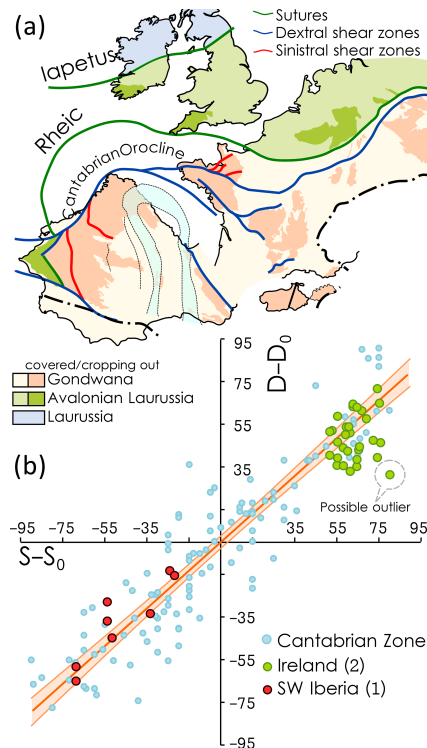 (a)
Sutures
Dextral shear zones
Sinistral shear zones
Iapetus
Rheic
CantabrianOrocline
covered/cropping out
Gondwana
Avalonian Laurussia
Laurussia
(b)
D–D0
95
75
55
35
Possible outlier
−95 −75 −55 −35 35 55 75 95
S–S0
−35
−55
−75
−95
Cantabrian Zone
Ireland (2)
SW Iberia (1)